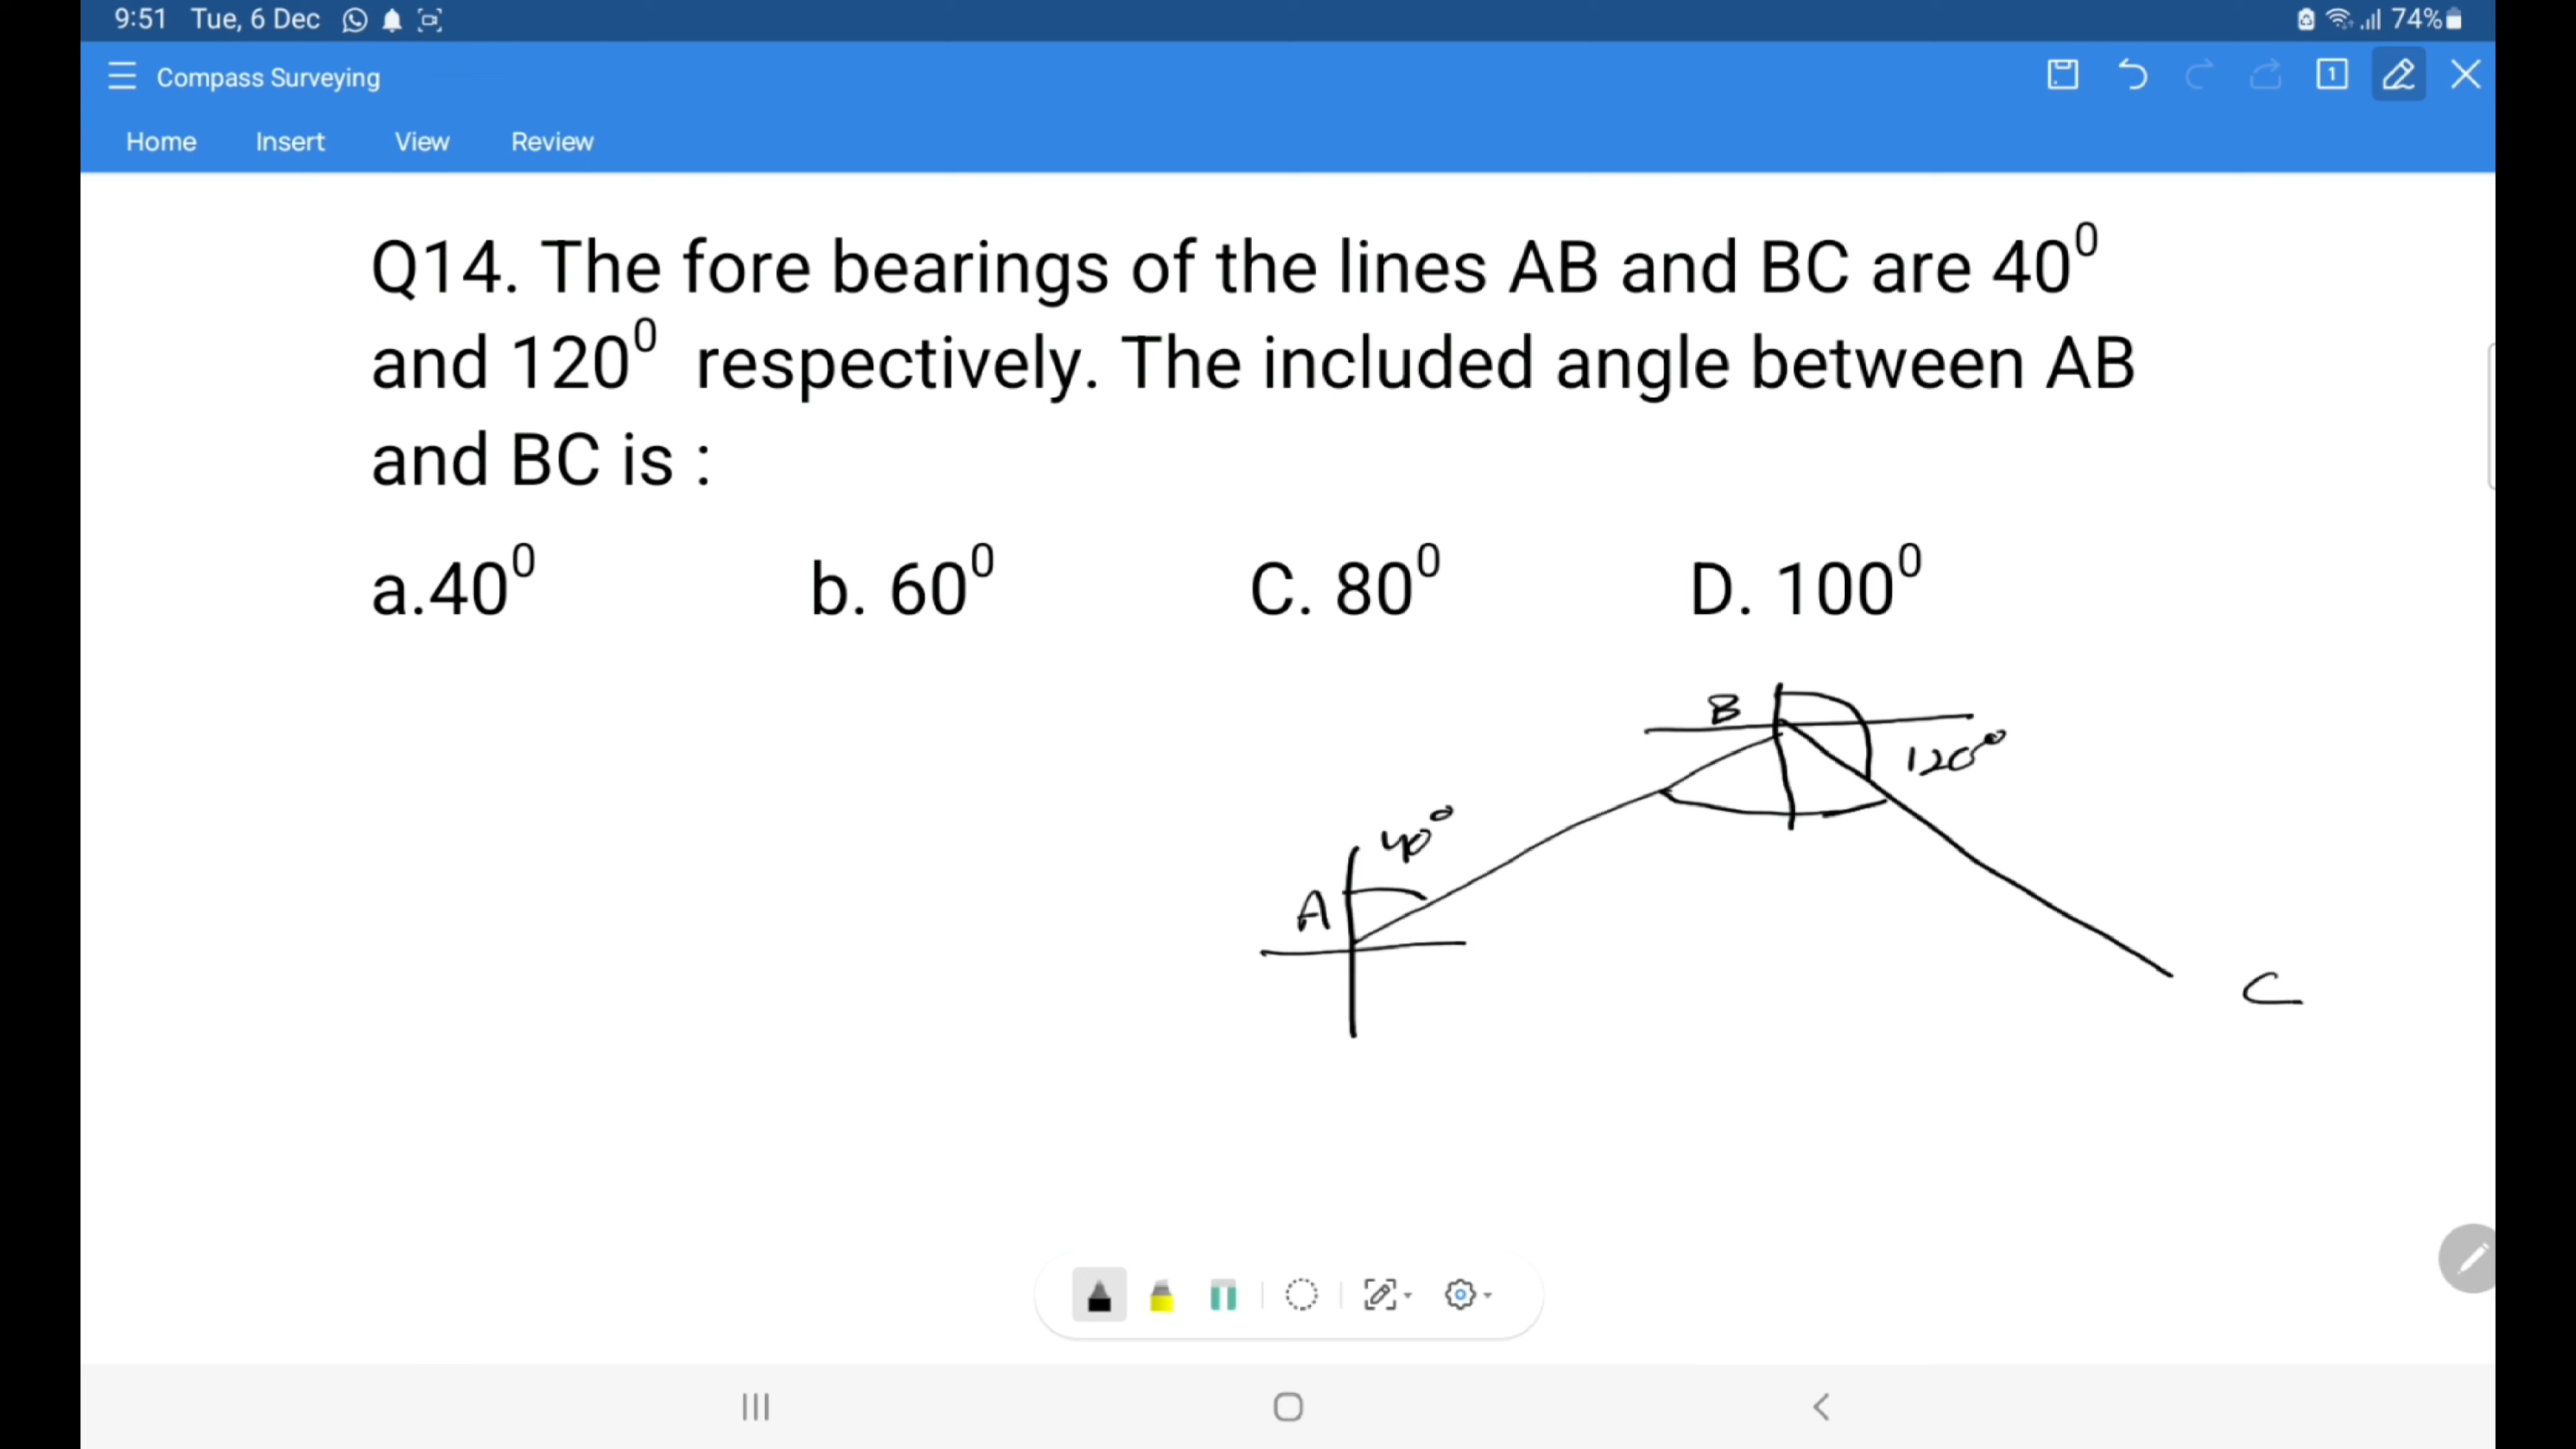 9:51 Tue, 6 Dec 74%
Compass Surveying
1
Home Insert View Review
Q14. The fore bearings of the lines AB and BC are 40⁰
and 120⁰ respectively. The included angle between AB
and BC is :
a.40⁰ b. 60⁰ C. 80⁰ D. 100⁰
B
120°
40°
A
C